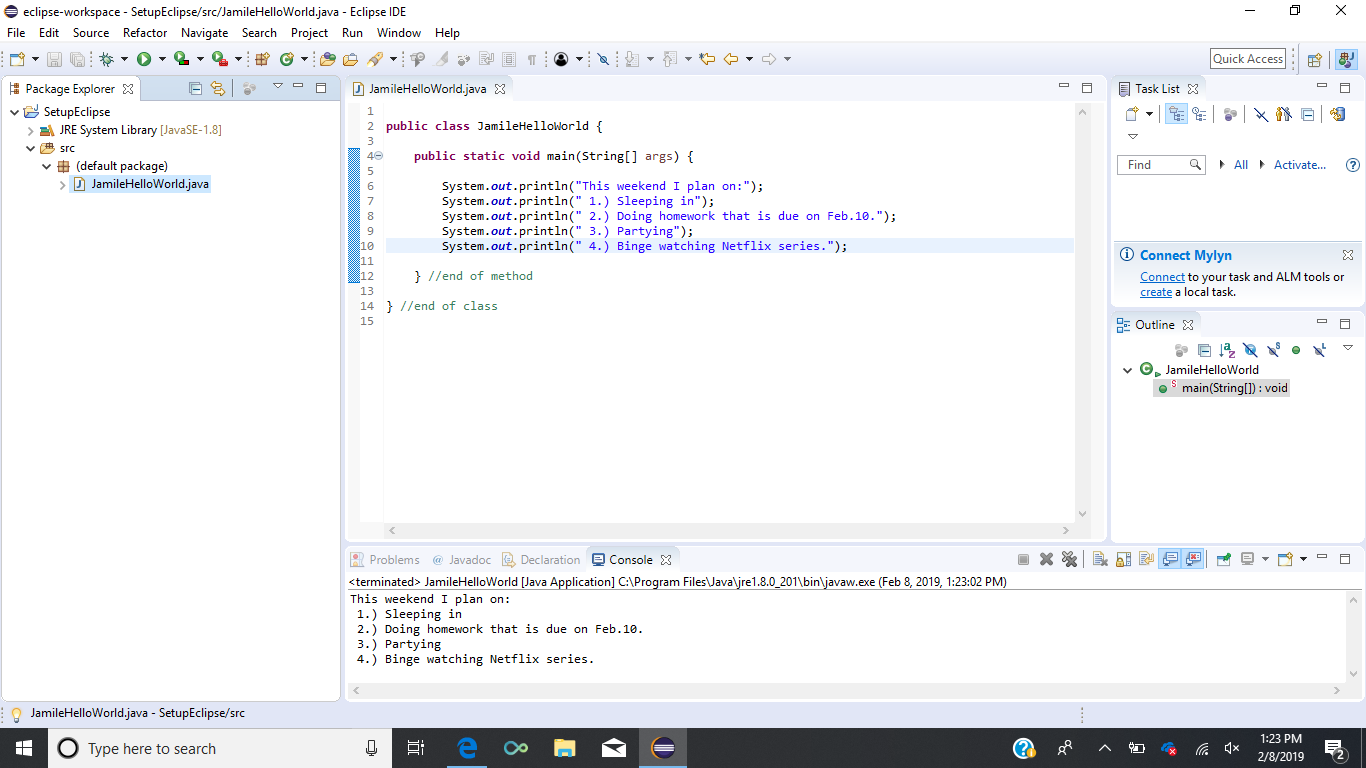 eclipse-workspace - SetupEclipse/src/JamileHelloWorld.java - Eclipse IDE
File Edit Source Refactor Navigate Search Project Run Window Help
Quick Access
Package Explorer
SetupEclipse
JRE System Library [JavaSE-1.8]
src
(default package)
JamileHelloWorld.java
JamileHelloWorld.java
1
2 public class JamileHelloWorld {
3
4 public static void main(String[] args) {
5
6 System.out.println("This weekend I plan on:");
7 System.out.println(" 1.) Sleeping in");
8 System.out.println(" 2.) Doing homework that is due on Feb.10.");
9 System.out.println(" 3.) Partying");
10 System.out.println(" 4.) Binge watching Netflix series.");
11
12 } //end of method
13
14 } //end of class
15
Task List
Find All Activate...
Connect Mylyn
Connect to your task and ALM tools or
create a local task.
Outline
JamileHelloWorld
main(String[]) : void
Problems @ Javadoc Declaration Console
<terminated> JamileHelloWorld [Java Application] C:\Program Files\Java\jre1.8.0_201\bin\javaw.exe (Feb 8, 2019, 1:23:02 PM)
This weekend I plan on:
1.) Sleeping in
2.) Doing homework that is due on Feb.10.
3.) Partying
4.) Binge watching Netflix series.
JamileHelloWorld.java - SetupEclipse/src
Type here to search
1:23 PM
2/8/2019
2